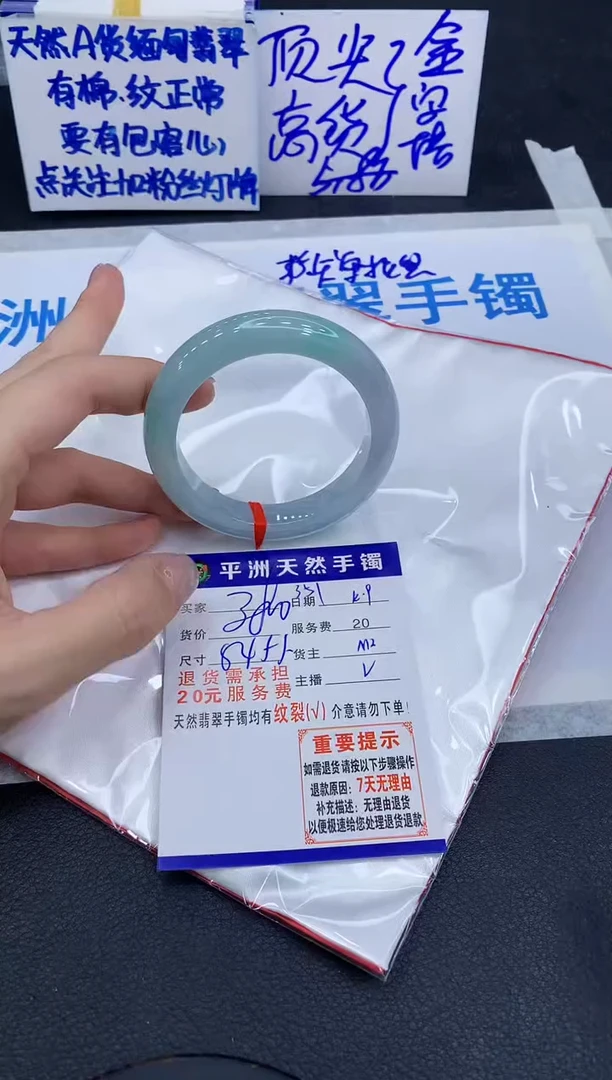 天然A货缅甸翡翠
有棉、纹正常
要有包容心
点关注加粉丝灯牌
顶尖
高货
金字塔
洲
翠手镯
平洲天然手镯
买家
日期
货价
服务费 20
尺寸
货主 M2
退货需承担
主播 V
20元服务费
天然翡翠手镯均有纹裂(√)介意请勿下单!
重要提示
如需退货请按以下步骤操作
退款原因:7天无理由
补充描述:无理由退货
以便极速给您处理退货退款